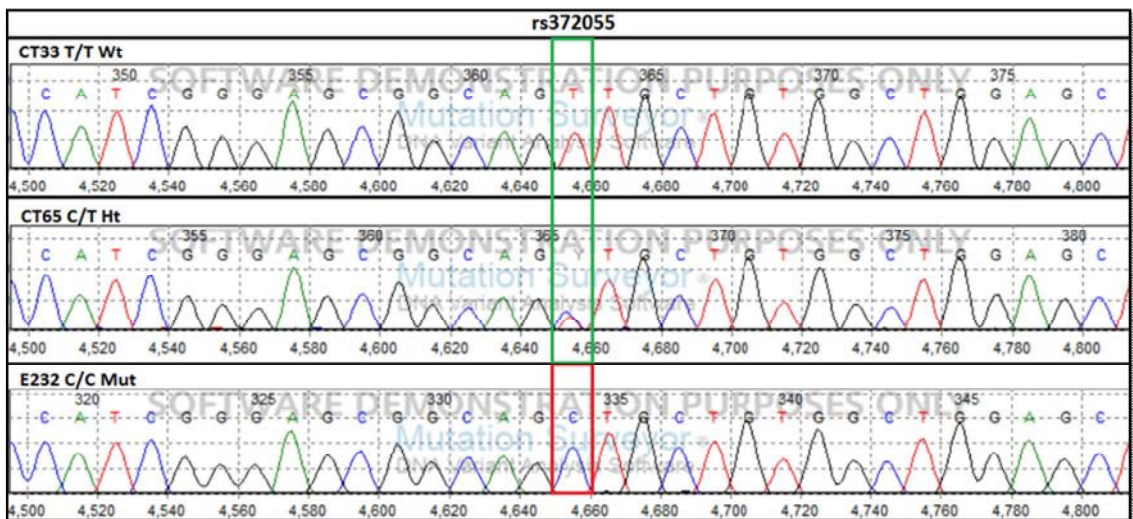 rs372055
CT33 T/T Wt
SOFTWARE DEMONSTRATION PURPOSES ONLY
350 355 360 365 370 375
C A T C G G G A G C G G C A G T T G C T G T G G C T G G A G C
Mutation Surveyor®
DNA Variant Analysis Software
4,500 4,520 4,540 4,560 4,580 4,600 4,620 4,640 4,660 4,680 4,700 4,720 4,740 4,760 4,780 4,800
CT65 C/T Ht
SOFTWARE DEMONSTRATION PURPOSES ONLY
355 360 365 370 375 380
C A T C G G G A G C G G C A G Y T G C T G T G G C T G G A G C
Mutation Surveyor®
DNA Variant Analysis Software
4,500 4,520 4,540 4,560 4,580 4,600 4,620 4,640 4,660 4,680 4,700 4,720 4,740 4,760 4,780 4,800
E232 C/C Mut
SOFTWARE DEMONSTRATION PURPOSES ONLY
320 325 330 335 340 345
C A T C G G G A G C G G C A G C T G C T G T G G C T G G A G C
Mutation Surveyor®
DNA Variant Analysis Software
4,500 4,520 4,540 4,560 4,580 4,600 4,620 4,640 4,660 4,680 4,700 4,720 4,740 4,760 4,780 4,800